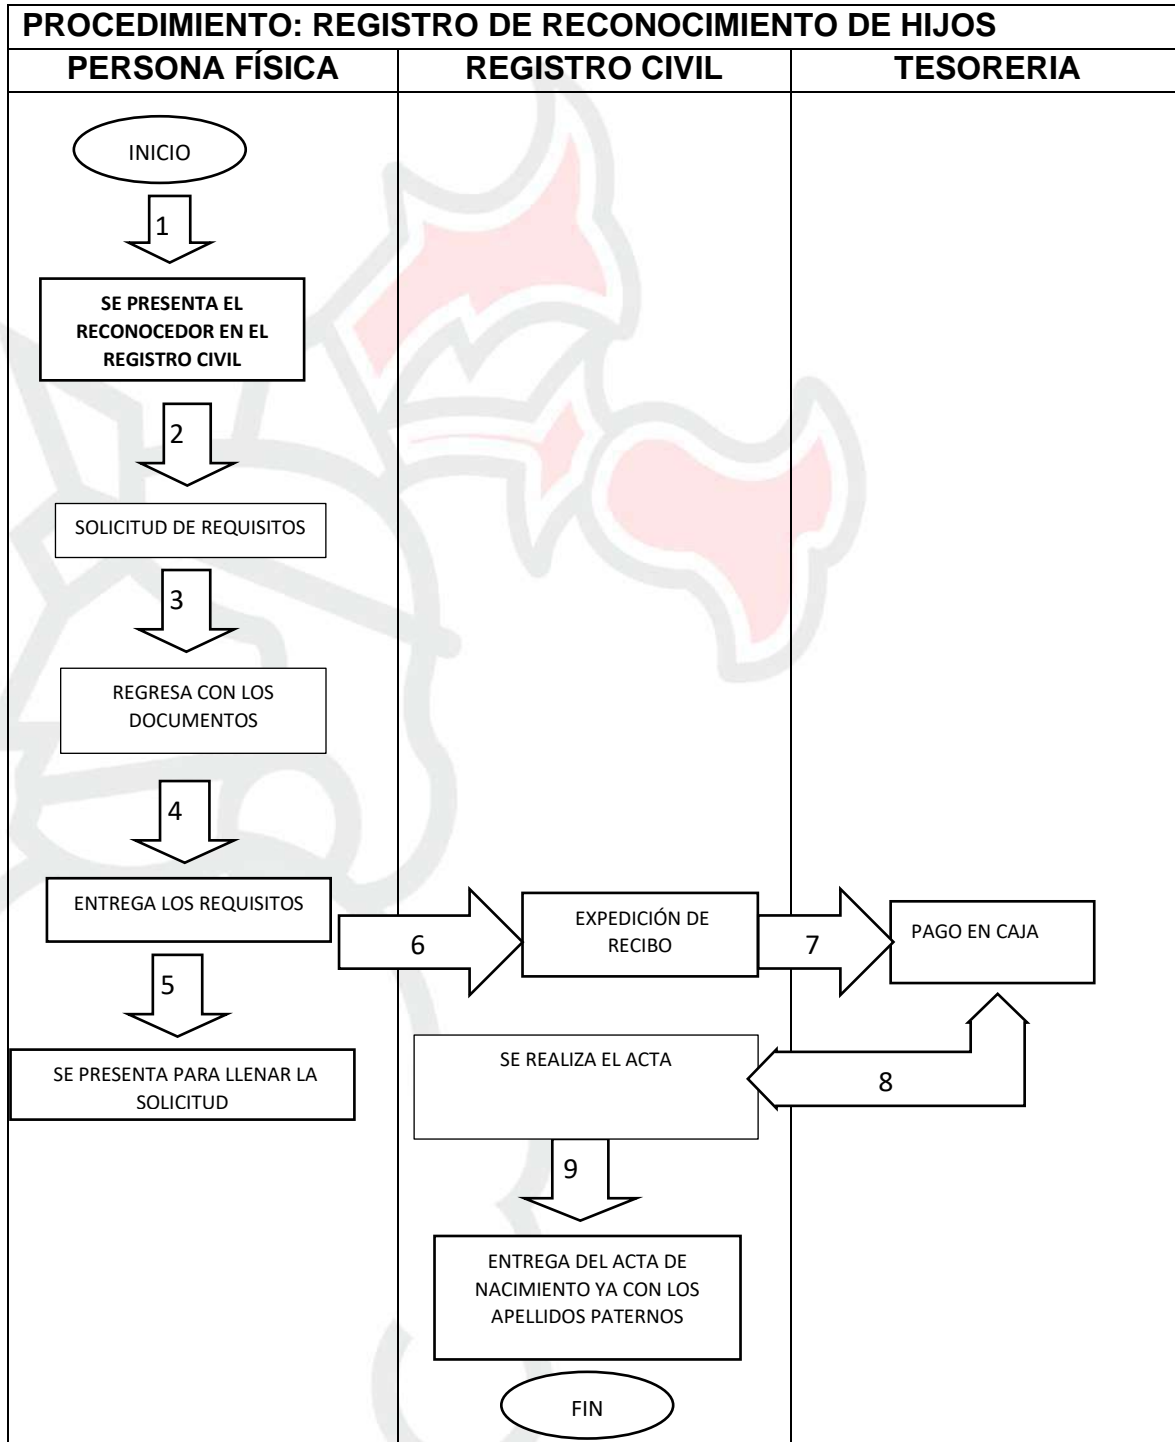 PROCEDIMIENTO: REGISTRO DE RECONOCIMIENTO DE HIJOS
PERSONA FÍSICA
REGISTRO CIVIL
TESORERIA
INICIO
1
SE PRESENTA EL
RECONOCEDOR EN EL
REGISTRO CIVIL
2
SOLICITUD DE REQUISITOS
3
REGRESA CON LOS
DOCUMENTOS
4
ENTREGA LOS REQUISITOS
5
SE PRESENTA PARA LLENAR LA
SOLICITUD
6
EXPEDICIÓN DE
RECIBO
7
PAGO EN CAJA
8
SE REALIZA EL ACTA
9
ENTREGA DEL ACTA DE
NACIMIENTO YA CON LOS
APELLIDOS PATERNOS
FIN